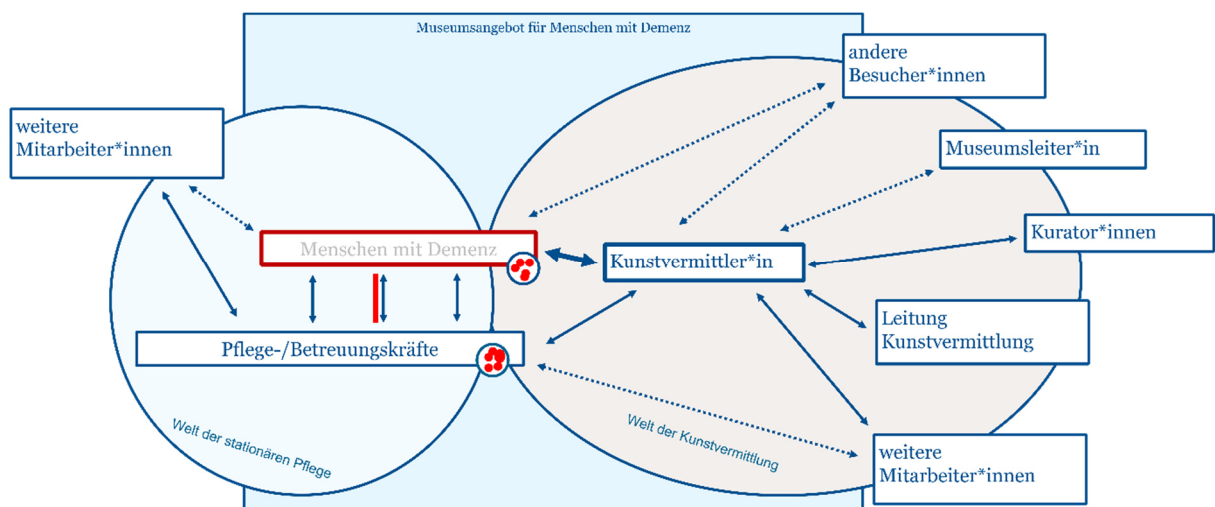 Museumsangebot für Menschen mit Demenz
andere
Besucher*innen
weitere
Mitarbeiter*innen
Museumsleiter*in
Menschen mit Demenz
Kunstvermittler*in
Kurator*innen
Pflege-/Betreuungskräfte
Leitung
Kunstvermittlung
Welt der stationären Pflege
Welt der Kunstvermittlung
weitere
Mitarbeiter*innen